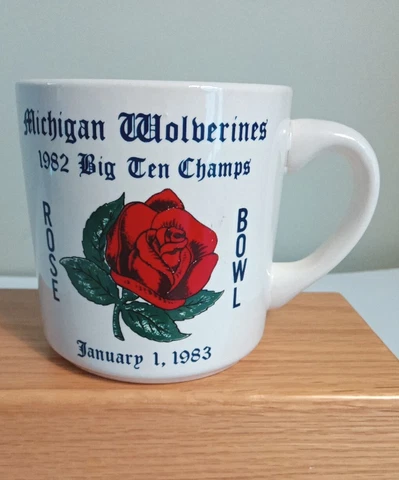 Michigan Wolverines
1982 Big Ten Champs
ROSE
BOWL
January 1, 1983